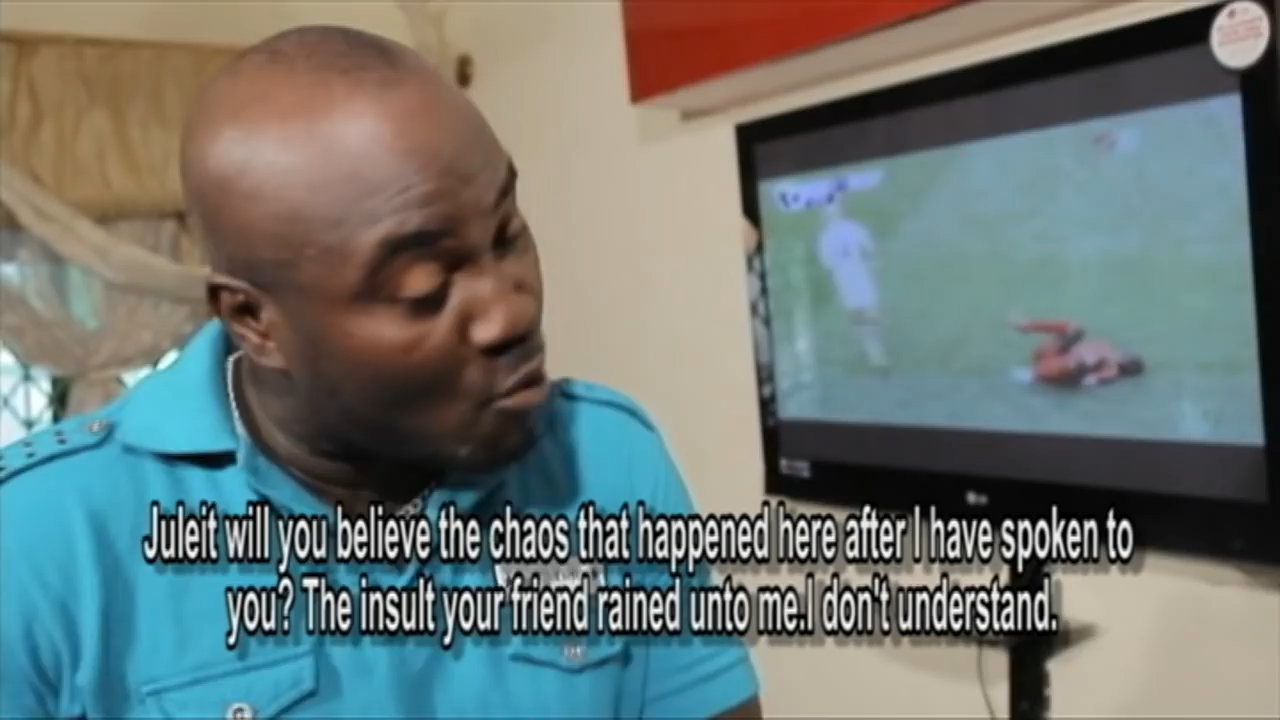 Juleit will you believe the chaos that happened here after I have spoken to
you? The insult your friend rained unto me.I don't understand.
LG